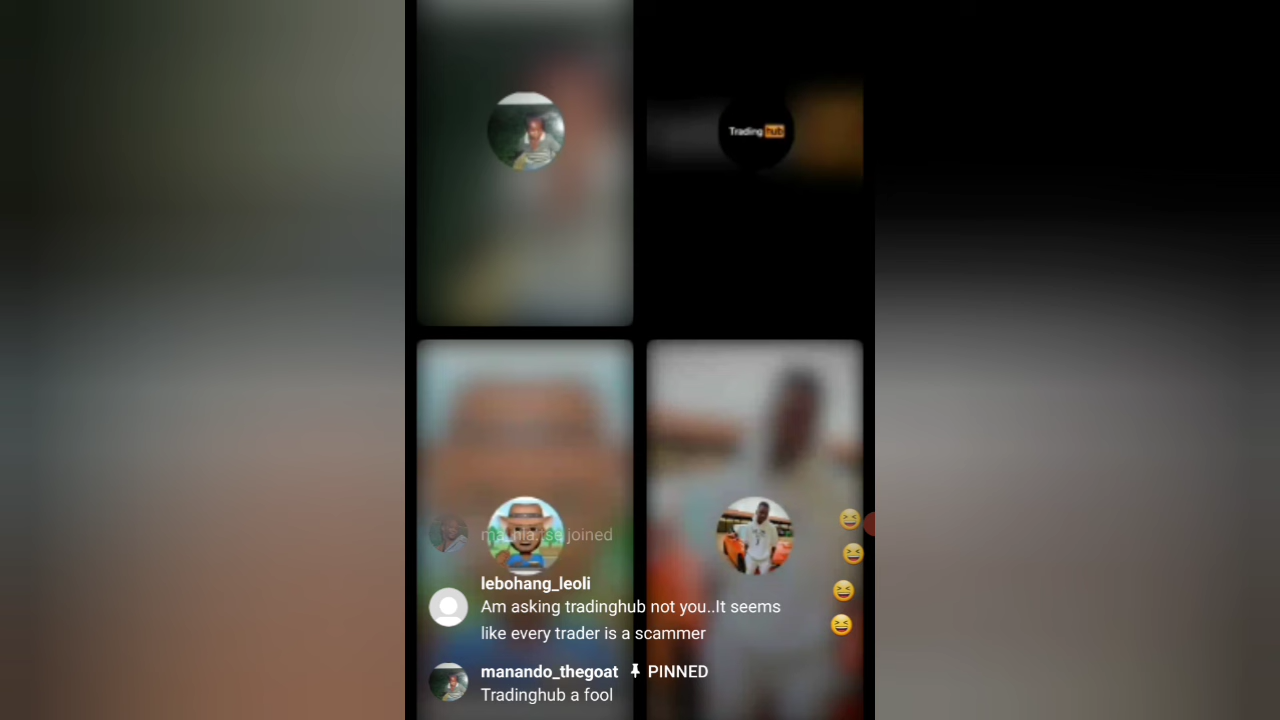 Trading hub
joined
lebohang_leoli
Am asking tradinghub not you..It seems
like every trader is a scammer
manando_thegoat PINNED
Tradinghub a fool